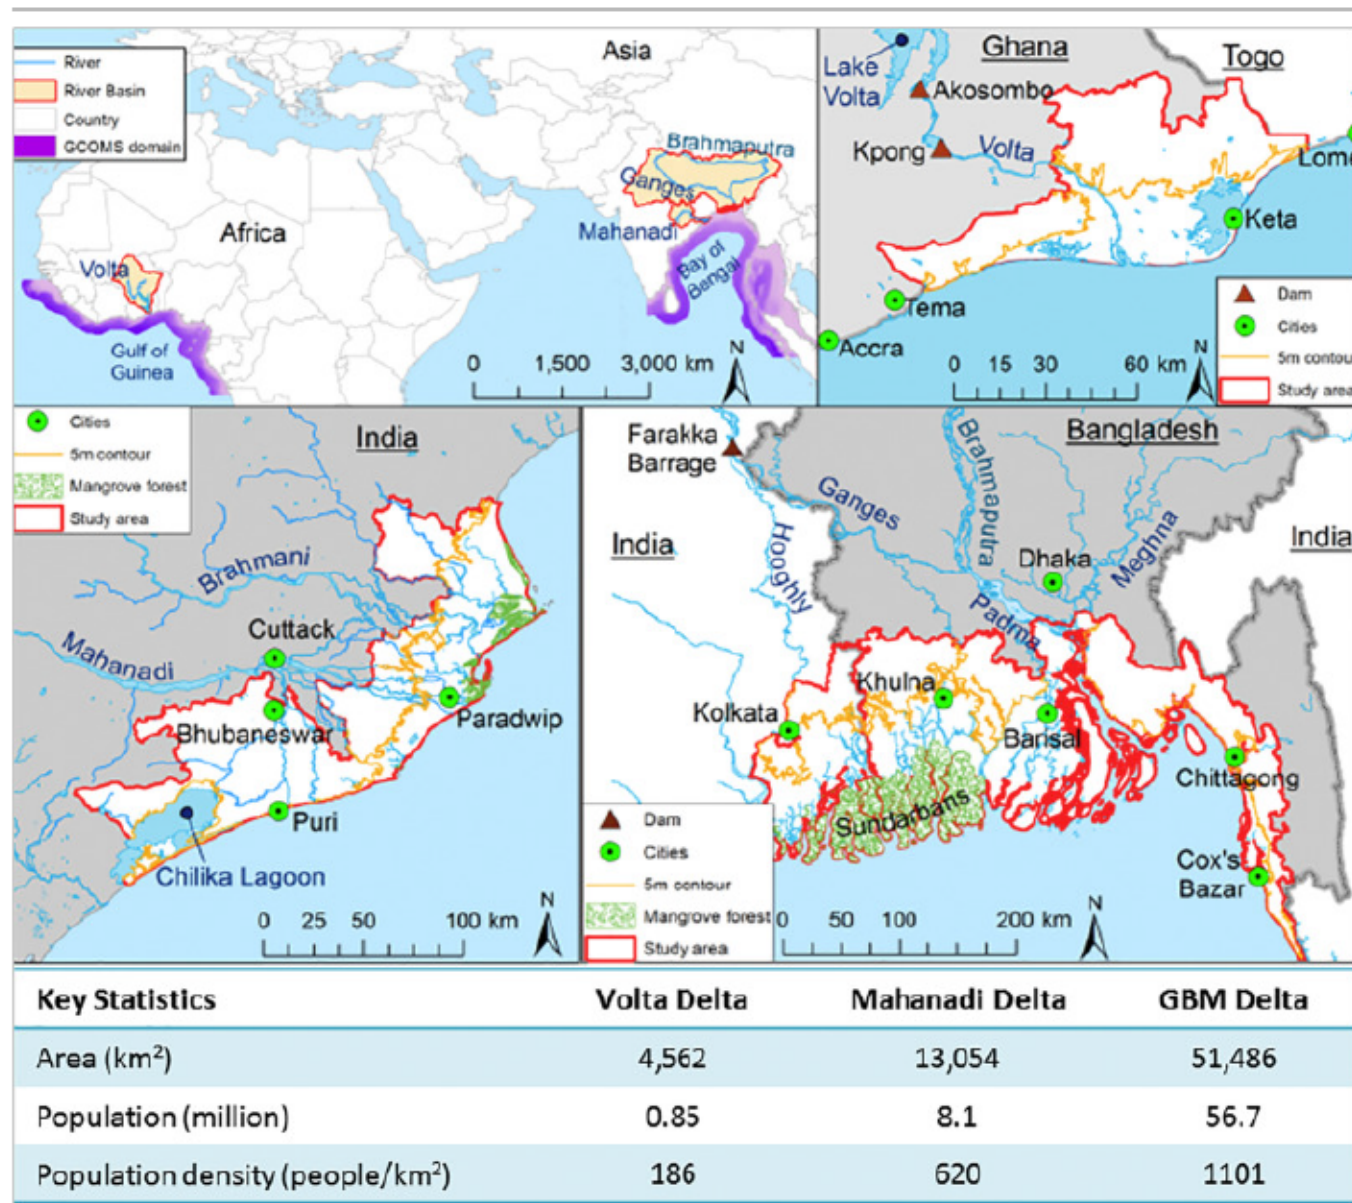 River
River Basin
Country
GCOMS domain
Asia
Africa
Brahmaputra
Ganges
Mahanadi
Bay of
Bengal
Volta
Gulf of
Guinea
0 1,500 3,000 km
N
Ghana
Togo
Lake
Volta
Akosombo
Kpong
Volta
Lome
Keta
Tema
Accra
0 15 30 60 km
N
Dam
Cities
5m contour
Study area
Cities
5m contour
Mangrove forest
Study area
India
Brahmani
Cuttack
Mahanadi
Bhubaneswar
Paradwip
Puri
Chilika Lagoon
0 25 50 100 km
N
Farakka
Barrage
Bangladesh
Brahmaputra
Ganges
India
Hooghly
Dhaka
Meghna
India
Padma
Khulna
Kolkata
Barisal
Chittagong
Sundarbans
Cox's
Bazar
Dam
Cities
5m contour
Mangrove forest
Study area
0 50 100 200 km
N
Key Statistics Volta Delta Mahanadi Delta GBM Delta
Area (km²) 4,562 13,054 51,486
Population (million) 0.85 8.1 56.7
Population density (people/km²) 186 620 1101